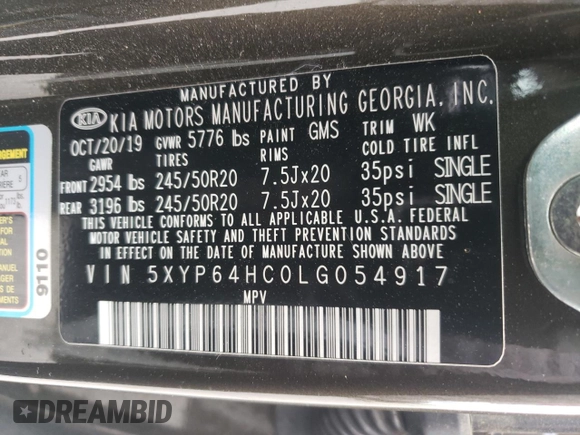 MANUFACTURED BY
KIA KIA MOTORS MANUFACTURING GEORGIA, INC.
OCT/20/19 GVWR 5776 lbs PAINT GMS TRIM WK
GAWR TIRES RIMS COLD TIRE INFL
FRONT 2954 lbs 245/50R20 7.5Jx20 35psi SINGLE
REAR 3196 lbs 245/50R20 7.5Jx20 35psi SINGLE
THIS VEHICLE CONFORMS TO ALL APPLICABLE U.S.A. FEDERAL
MOTOR VEHICLE SAFETY AND THEFT PREVENTION STANDARDS
IN EFFECT ON THE DATE OF MANUFACTURE SHOWN ABOVE
VIN 5XYP64HC0LG054917
MPV
9110
DREAMBID